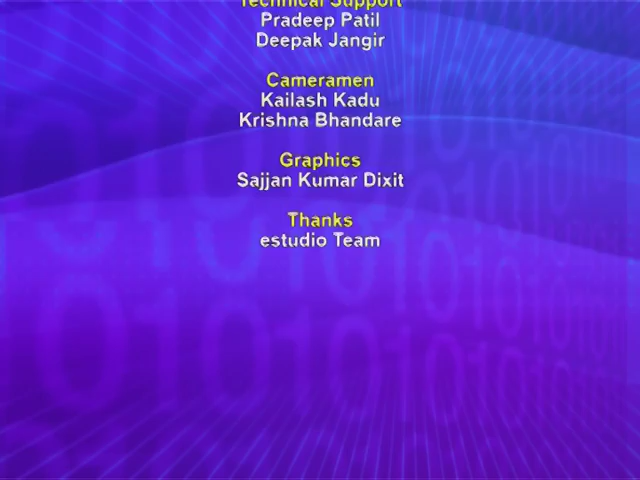 Technical Support
Pradeep Patil
Deepak Jangir
Cameramen
Kailash Kadu
Krishna Bhandare
Graphics
Sajjan Kumar Dixit
Thanks
estudio Team